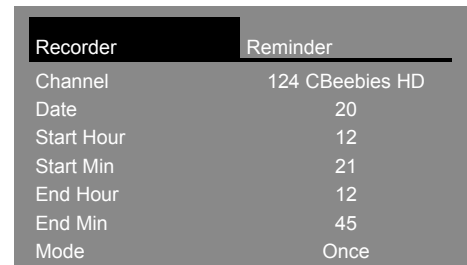 Recorder Reminder
Channel 124 CBeebies HD
Date 20
Start Hour 12
Start Min 21
End Hour 12
End Min 45
Mode Once